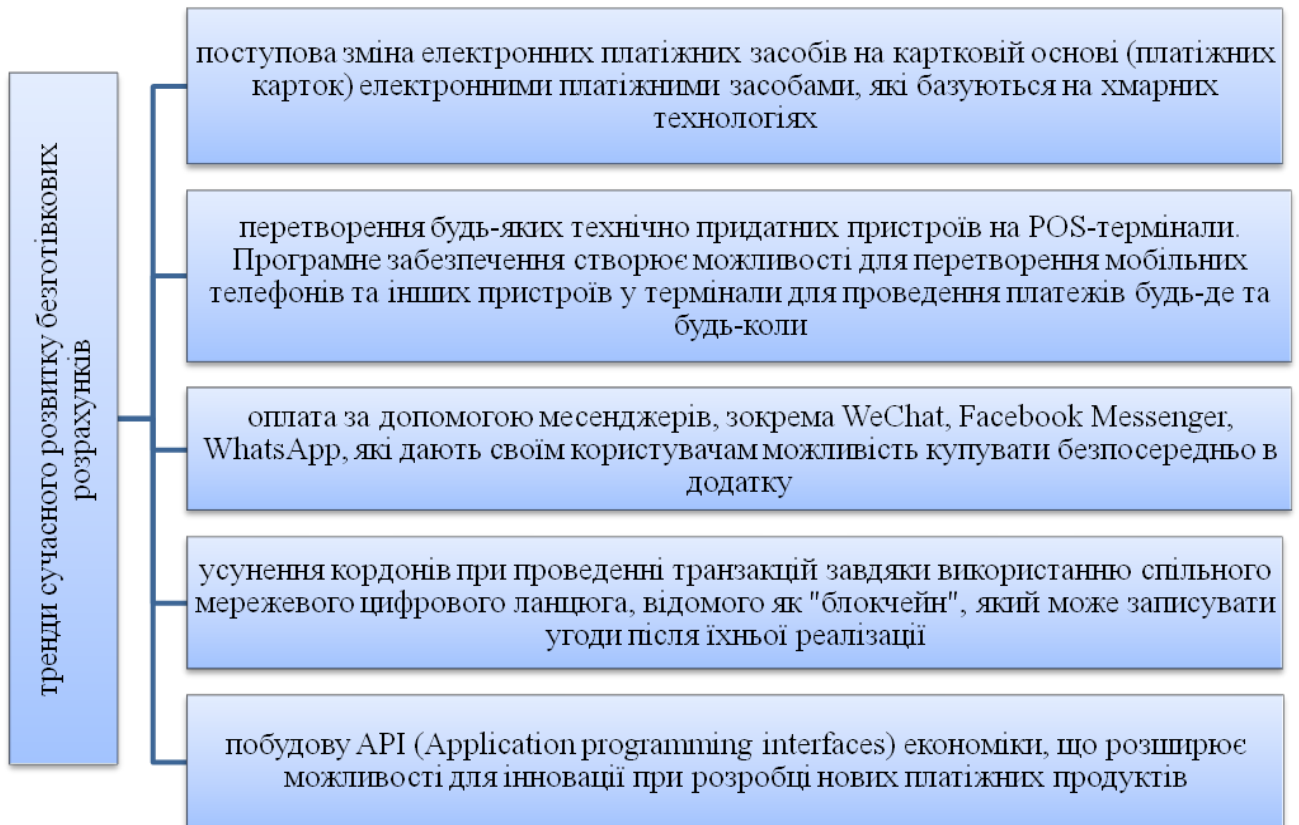 тренди сучасного розвитку безготівкових
розрахунків
поступова зміна електронних платіжних засобів на картковій основі (платіжних
карток) електронними платіжними засобами, які базуються на хмарних
технологіях
перетворення будь-яких технічно придатних пристроїв на POS-термінали.
Програмне забезпечення створює можливості для перетворення мобільних
телефонів та інших пристроїв у термінали для проведення платежів будь-де та
будь-коли
оплата за допомогою месенджерів, зокрема WeChat, Facebook Messenger,
WhatsApp, які дають своїм користувачам можливість купувати безпосередньо в
додатку
усунення кордонів при проведенні транзакцій завдяки використанню спільного
мережевого цифрового ланцюга, відомого як "блокчейн", який може записувати
угоди після їхньої реалізації
побудову API (Application programming interfaces) економіки, що розширює
можливості для інновації при розробці нових платіжних продуктів